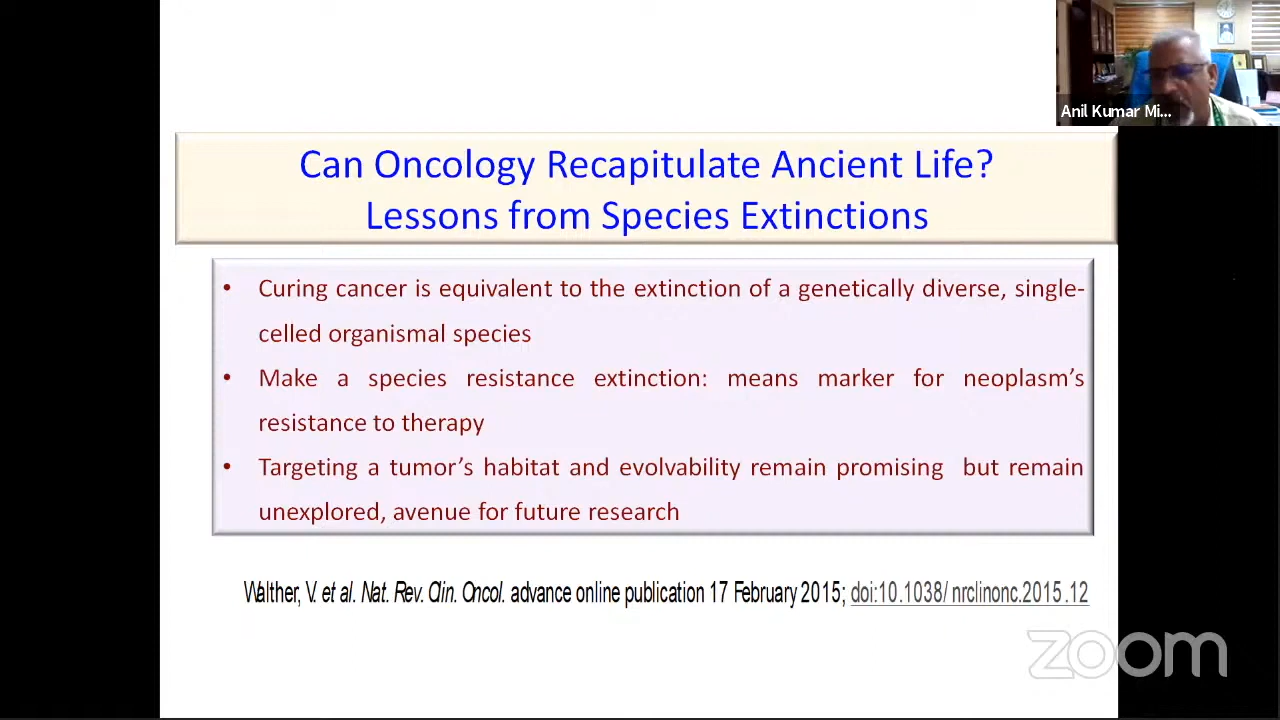 Anil Kumar Mi...
Can Oncology Recapitulate Ancient Life?
Lessons from Species Extinctions
• Curing cancer is equivalent to the extinction of a genetically diverse, single-
celled organismal species
• Make a species resistance extinction: means marker for neoplasm's
resistance to therapy
• Targeting a tumor's habitat and evolvability remain promising but remain
unexplored, avenue for future research
Walther, V. et al. Nat. Rev. Clin. Oncol. advance online publication 17 February 2015; doi:10.1038/ nrclinonc.2015.12
zoom